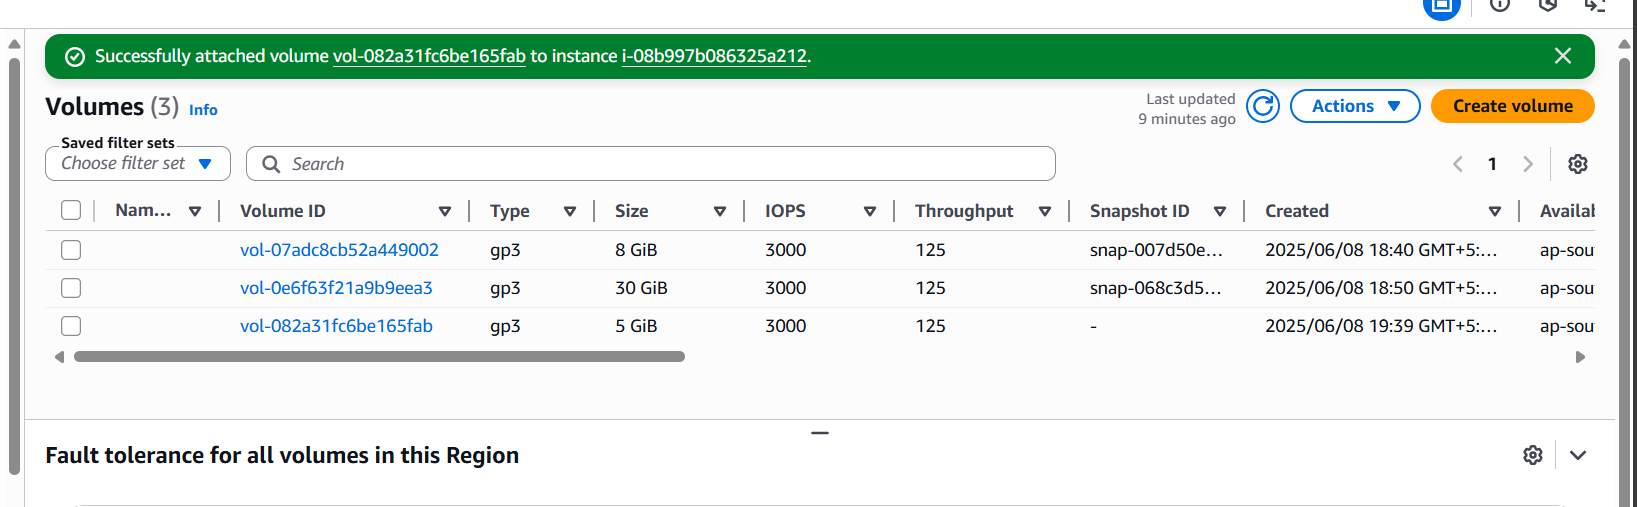 Successfully attached volume vol-082a31fc6be165fab to instance i-08b997b086325a212.
Volumes (3) Info
Last updated
9 minutes ago
Actions
Create volume
Saved filter sets
Choose filter set
Search
1
Nam... Volume ID Type Size IOPS Throughput Snapshot ID Created Availab
vol-07adc8cb52a449002 gp3 8 GiB 3000 125 snap-007d50e... 2025/06/08 18:40 GMT+5:... ap-sou
vol-0e6f63f21a9b9eea3 gp3 30 GiB 3000 125 snap-068c3d5... 2025/06/08 18:50 GMT+5:... ap-sou
vol-082a31fc6be165fab gp3 5 GiB 3000 125 - 2025/06/08 19:39 GMT+5:... ap-sou
Fault tolerance for all volumes in this Region